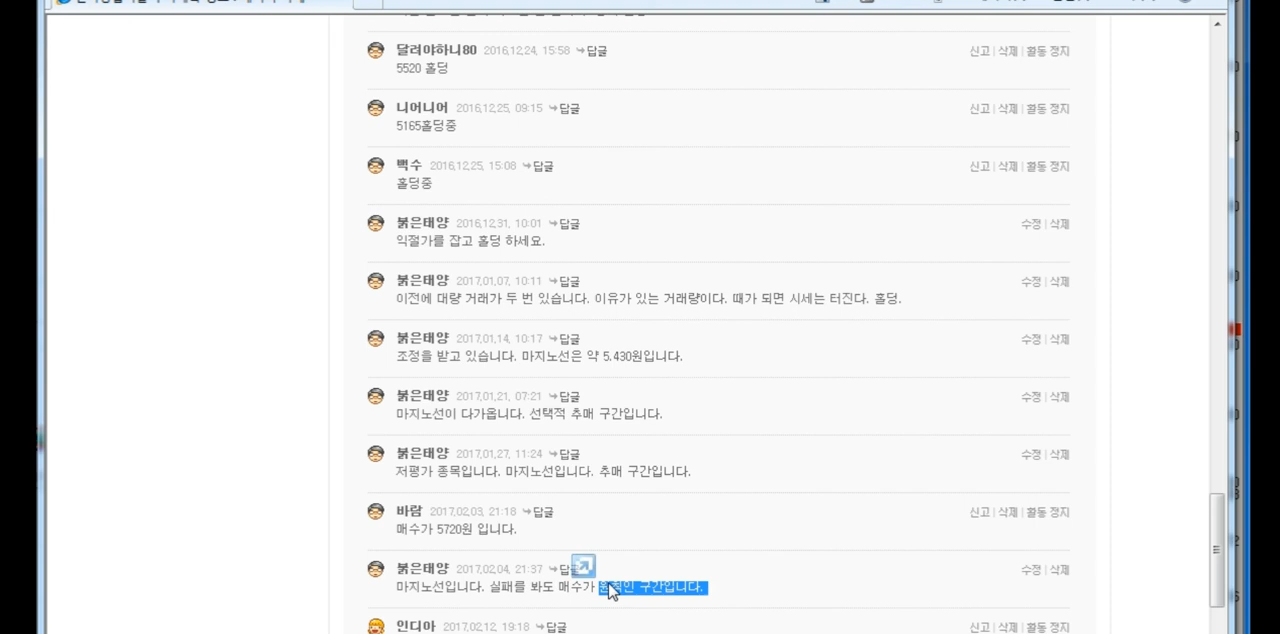 달려야하니80 2016.12.24. 15:58 답글 신고 | 삭제 | 활동 정지
5520 홀딩
니어니어 2016.12.25. 09:15 답글 신고 | 삭제 | 활동 정지
5165홀딩중
빽수 2016.12.25. 15:08 답글 신고 | 삭제 | 활동 정지
홀딩중
붉은태양 2016.12.31. 10:01 답글 수정 | 삭제
익절가를 잡고 홀딩 하세요.
붉은태양 2017.01.07. 10:11 답글 수정 | 삭제
이전에 대량 거래가 두 번 있습니다. 이유가 있는 거래량이다. 때가 되면 시세는 터진다. 홀딩.
붉은태양 2017.01.14. 10:17 답글 수정 | 삭제
조정을 받고 있습니다. 마지노선은 약 5.430원입니다.
붉은태양 2017.01.21. 07:21 답글 수정 | 삭제
마지노선이 다가옵니다. 선택적 추매 구간입니다.
붉은태양 2017.01.27. 11:24 답글 수정 | 삭제
저평가 종목입니다. 마지노선입니다. 추매 구간입니다.
바람 2017.02.03. 21:18 답글 신고 | 삭제 | 활동 정지
매수가 5720원 입니다.
붉은태양 2017.02.04. 21:37 수정 | 삭제
마지노선입니다. 실패를 봐도 매수가 구간입니다.
인디아 2017.02.12. 19:18 답글 신고 | 삭제 | 활동 정지